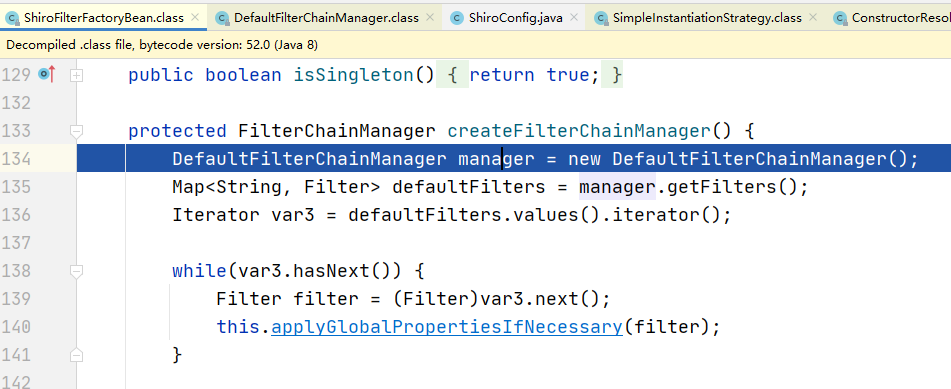 ShiroFilterFactoryBean.class × DefaultFilterChainManager.class × ShiroConfig.java × SimpleInstantiationStrategy.class × ConstructorResol
Decompiled .class file, bytecode version: 52.0 (Java 8)
129 public boolean isSingleton() { return true; }
132
133 protected FilterChainManager createFilterChainManager() {
134 DefaultFilterChainManager manager = new DefaultFilterChainManager();
135 Map<String, Filter> defaultFilters = manager.getFilters();
136 Iterator var3 = defaultFilters.values().iterator();
137
138 while(var3.hasNext()) {
139 Filter filter = (Filter)var3.next();
140 this.applyGlobalPropertiesIfNecessary(filter);
141 }
142